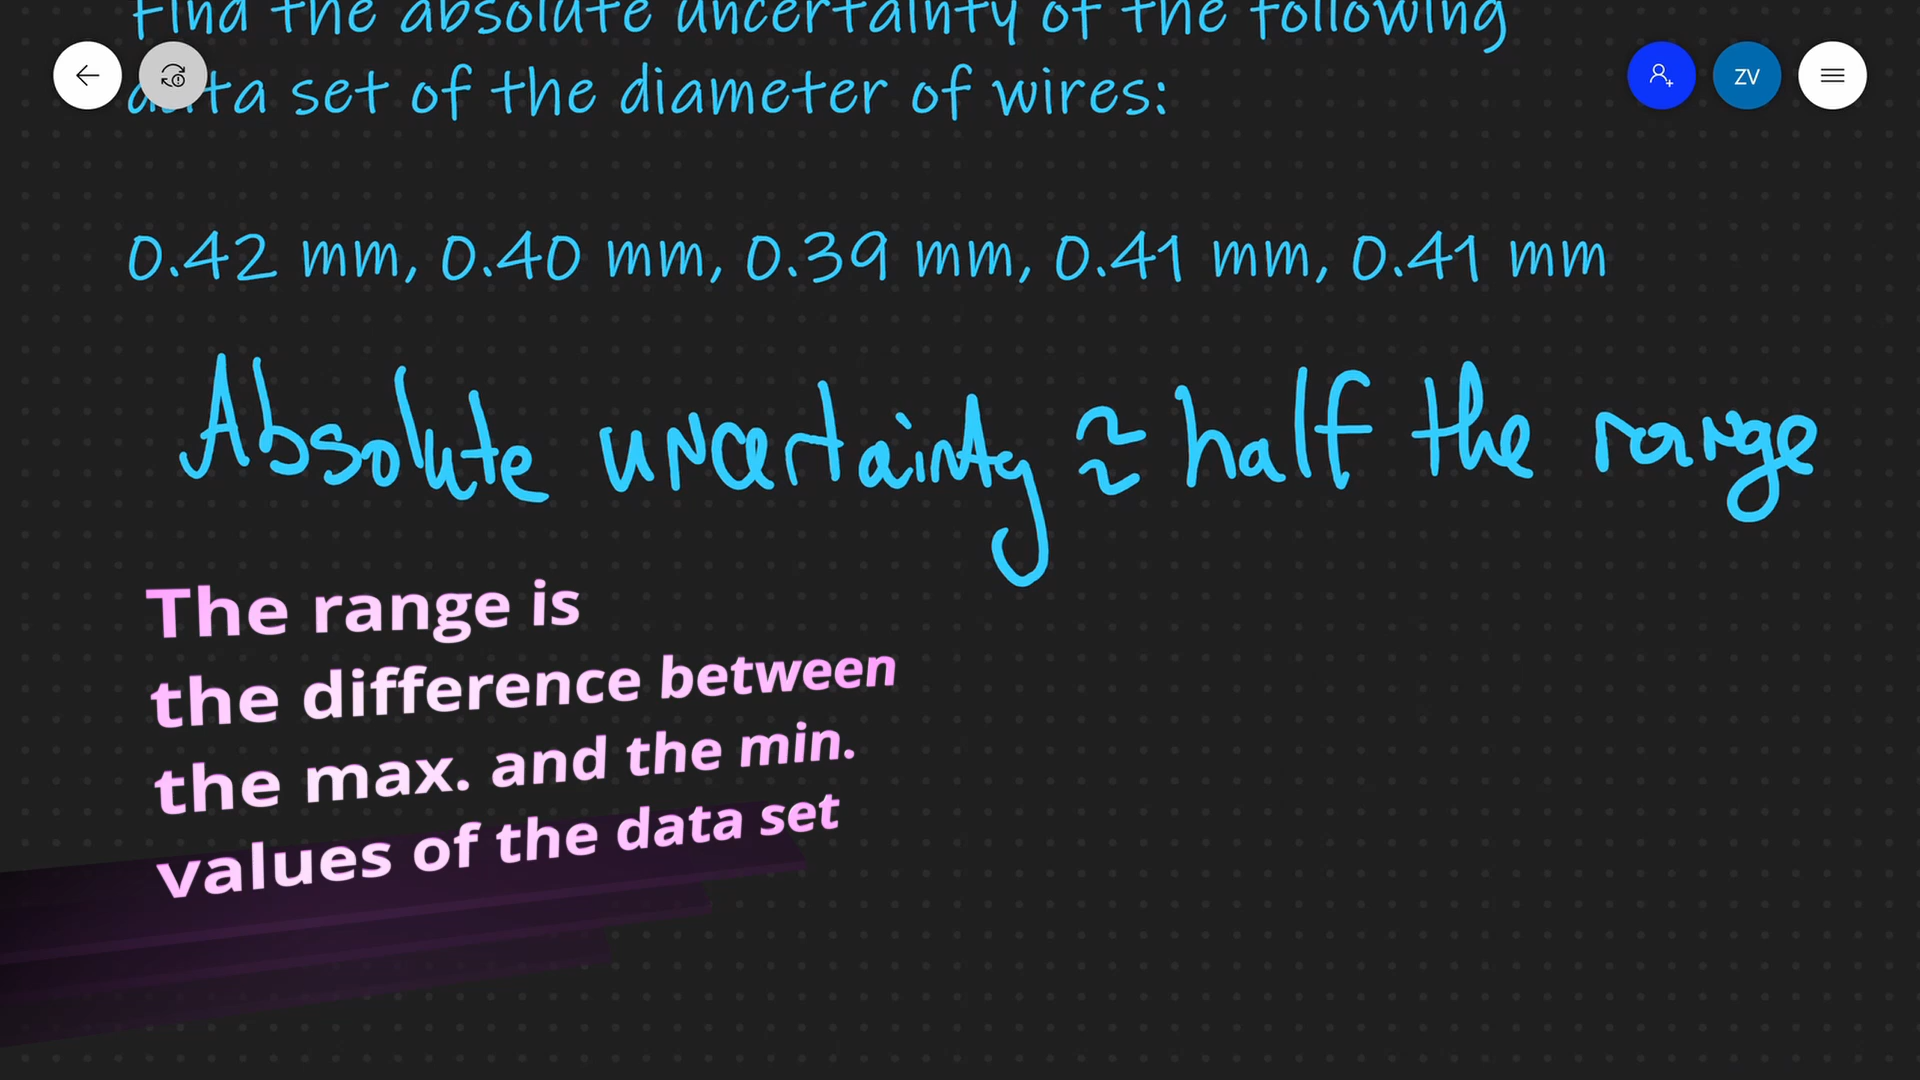 Find the absolute uncertainty of the following
data set of the diameter of wires:
ZV
0.42 mm, 0.40 mm, 0.39 mm, 0.41 mm, 0.41 mm
Absolute uncertainty ≈ half the range
The range is
the difference between
the max. and the min.
values of the data set